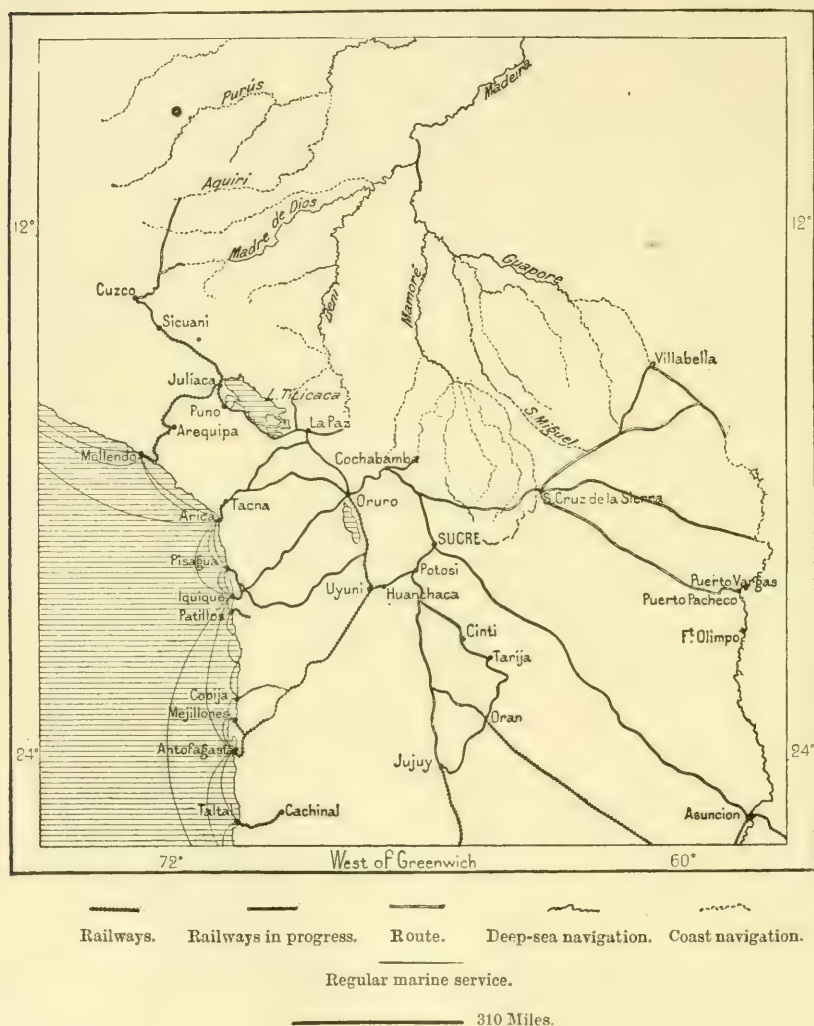 Purús
Madeira
Aquiri
Madre de Dios
12°
12°
Guapore
Cuzco
Beni
Mamoré
Sicuani
Villabella
Juliaca
L. Titicaca
Puno
La Paz
S. Miguel
Arequipa
Mollendo
Cochabamba
Tacna
Oruro
S. Cruz de la Sierra
Arica
SUCRE
Pisagua
Potosi
Puerto Vargas
Iquique
Uyuni
Huanchaca
Puerto Pacheco
Patillos
Cinti
Ft. Olimpo
Tarija
Cobija
Mejillones
Oran
24°
Antofagasta
24°
Jujuy
Talta
Cachinal
Asuncion
72°
West of Greenwich
60°
Railways. Railways in progress. Route. Deep-sea navigation. Coast navigation.
Regular marine service.
310 Miles.